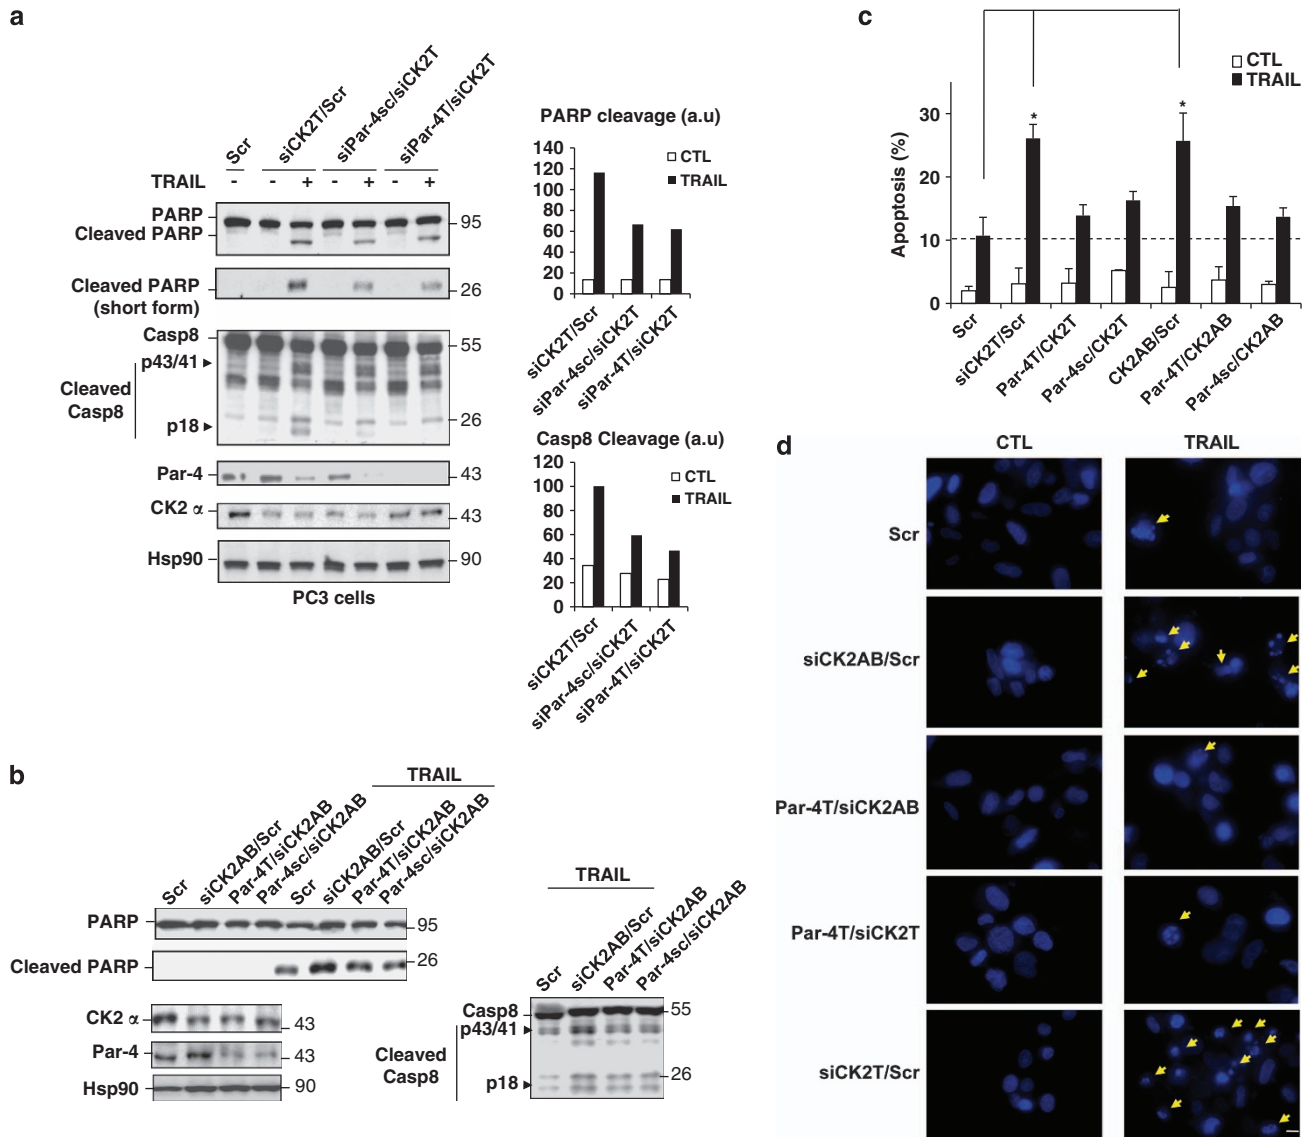 a
Scr
siCK2T/Scr
siPar-4sc/siCK2T
siPar-4T/siCK2T
TRAIL - - + - + - +
PARP
Cleaved PARP
95
Cleaved PARP
(short form)
26
Casp8
55
p43/41
Cleaved
Casp8
p18
26
Par-4
43
CK2 α
43
Hsp90
90
PC3 cells
PARP cleavage (a.u)
CTL
TRAIL
140
120
100
80
60
40
20
0
siCK2T/Scr
siPar-4sc/siCK2T
siPar-4T/siCK2T
Casp8 Cleavage (a.u)
CTL
TRAIL
120
100
80
60
40
20
0
siCK2T/Scr
siPar-4sc/siCK2T
siPar-4T/siCK2T
b
TRAIL
Scr
siCK2AB/Scr
Par-4T/siCK2AB
Par-4sc/siCK2AB
Scr
siCK2AB/Scr
Par-4T/siCK2AB
Par-4sc/siCK2AB
PARP
95
Cleaved PARP
26
CK2 α
43
Par-4
43
Hsp90
90
TRAIL
Scr
siCK2AB/Scr
Par-4T/siCK2AB
Par-4sc/siCK2AB
Casp8
55
p43/41
Cleaved
Casp8
p18
26
c
CTL
TRAIL
Apoptosis (%)
30
20
10
0
* *
Scr
siCK2T/Scr
Par-4T/CK2T
Par-4sc/CK2T
CK2AB/Scr
Par-4T/CK2AB
Par-4sc/CK2AB
d
CTL TRAIL
Scr
siCK2AB/Scr
Par-4T/siCK2AB
Par-4T/siCK2T
siCK2T/Scr